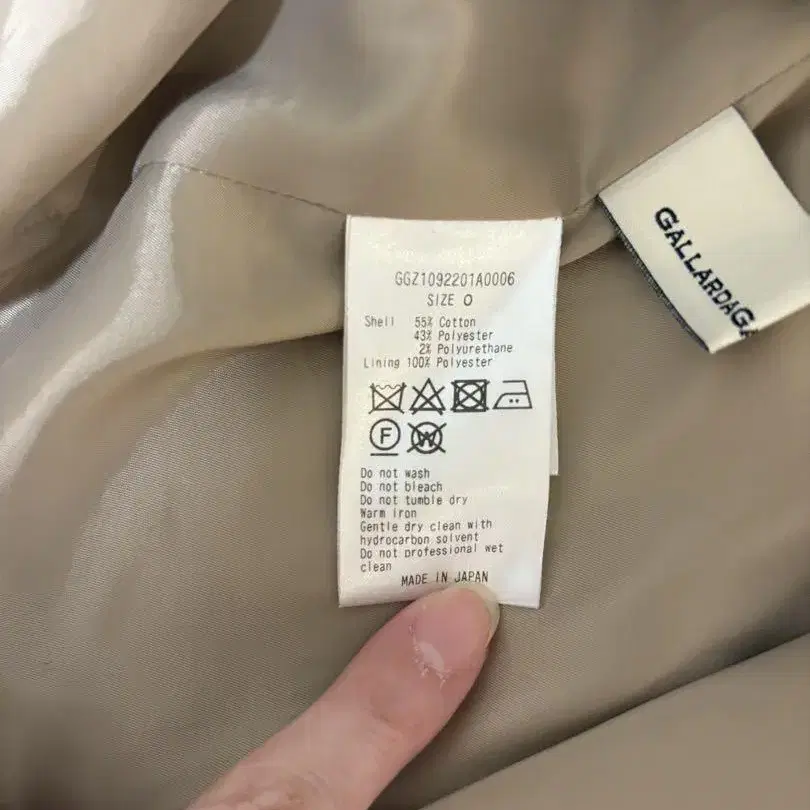 GGZ1092201A0006
SIZE O
Shell 55% Cotton
43% Polyester
2% Polyurethane
Lining 100% Polyester
F
W
Do not wash
Do not bleach
Do not tumble dry
Warm iron
Gentle dry clean with
hydrocarbon solvent
Do not professional wet
clean
MADE IN JAPAN
GALLARDAGA